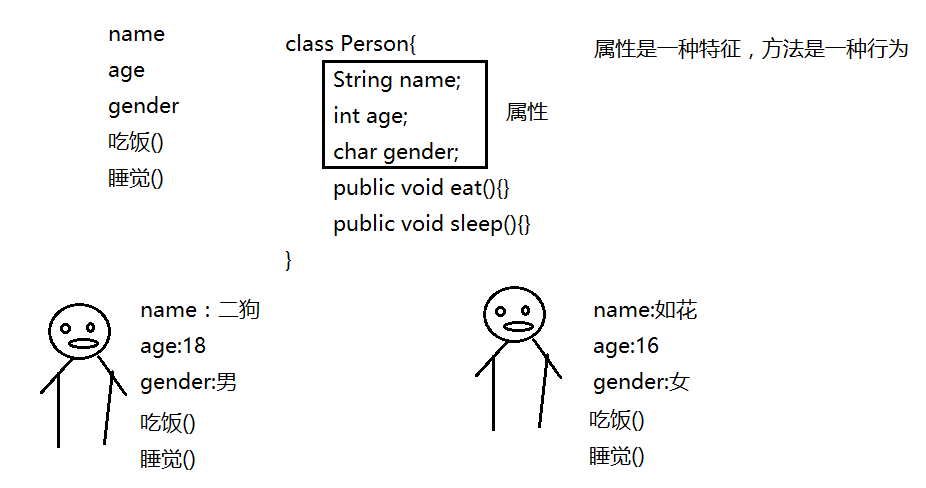 name
age
gender
吃饭()
睡觉()
class Person{
String name;
int age;
char gender;
public void eat(){}
public void sleep(){}
}
属性
属性是一种特征，方法是一种行为
name：二狗
age:18
gender:男
吃饭()
睡觉()
name:如花
age:16
gender:女
吃饭()
睡觉()